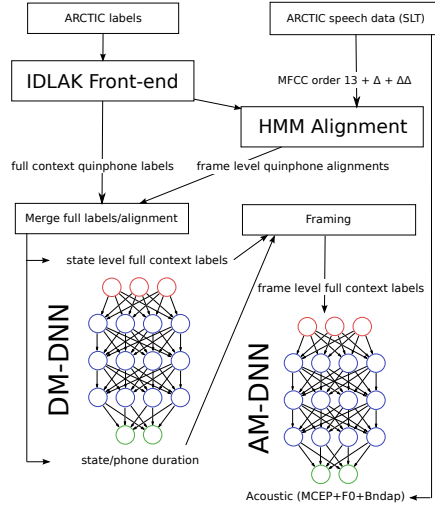 ARCTIC labels
ARCTIC speech data (SLT)
IDLAK Front-end
MFCC order 13 + Δ + ΔΔ
HMM Alignment
full context quinphone labels
frame level quinphone alignments
Merge full labels/alignment
Framing
state level full context labels
frame level full context labels
DM-DNN
AM-DNN
state/phone duration
Acoustic (MCEP+F0+Bndap)